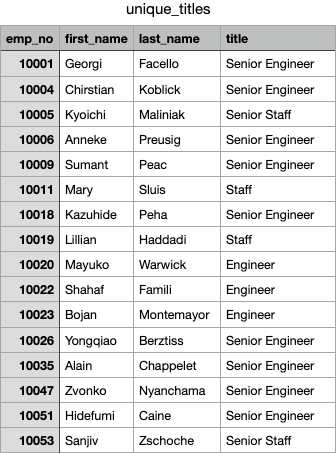 unique_titles
emp_no first_name last_name title
10001 Georgi Facello Senior Engineer
10004 Chirstian Koblick Senior Engineer
10005 Kyoichi Maliniak Senior Staff
10006 Anneke Preusig Senior Engineer
10009 Sumant Peac Senior Engineer
10011 Mary Sluis Staff
10018 Kazuhide Peha Senior Engineer
10019 Lillian Haddadi Staff
10020 Mayuko Warwick Engineer
10022 Shahaf Famili Engineer
10023 Bojan Montemayor Engineer
10026 Yongqiao Berztiss Senior Engineer
10035 Alain Chappelet Senior Engineer
10047 Zvonko Nyanchama Senior Engineer
10051 Hidefumi Caine Senior Engineer
10053 Sanjiv Zschoche Senior Staff